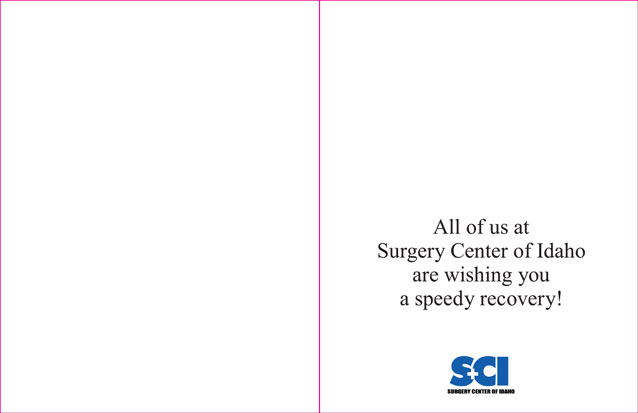 All of us at
Surgery Center of Idaho
are wishing you
a speedy recovery!
SCI
SURGERY CENTER OF IDAHO